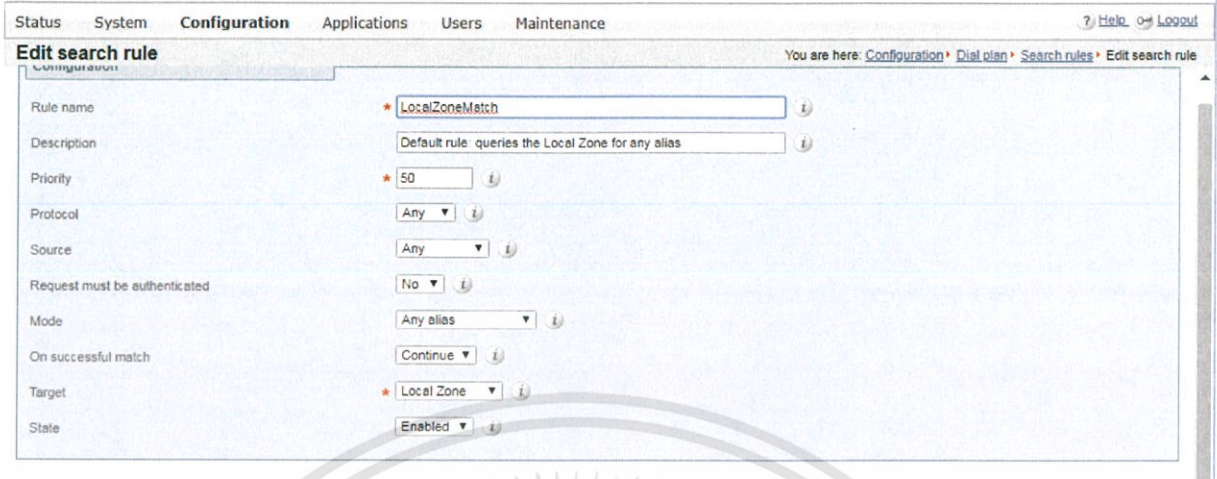 Status System Configuration Applications Users Maintenance ? Help Logout
Edit search rule You are here: Configuration Dial plan Search rules Edit search rule
Configuration
Rule name * LocalZoneMatch i
Description Default rule: queries the Local Zone for any alias i
Priority * 50 i
Protocol Any i
Source Any i
Request must be authenticated No i
Mode Any alias i
On successful match Continue i
Target * Local Zone i
State Enabled i